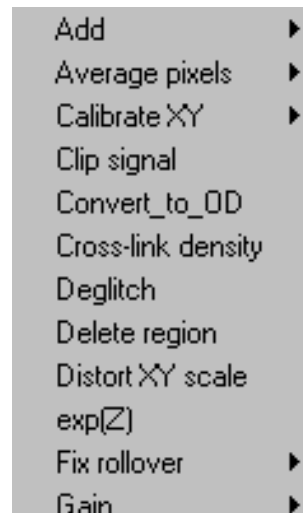 Add
Average pixels
Calibrate XY
Clip signal
Convert_to_OD
Cross-link density
Deglitch
Delete region
Distort XY scale
exp(Z)
Fix rollover
Gain